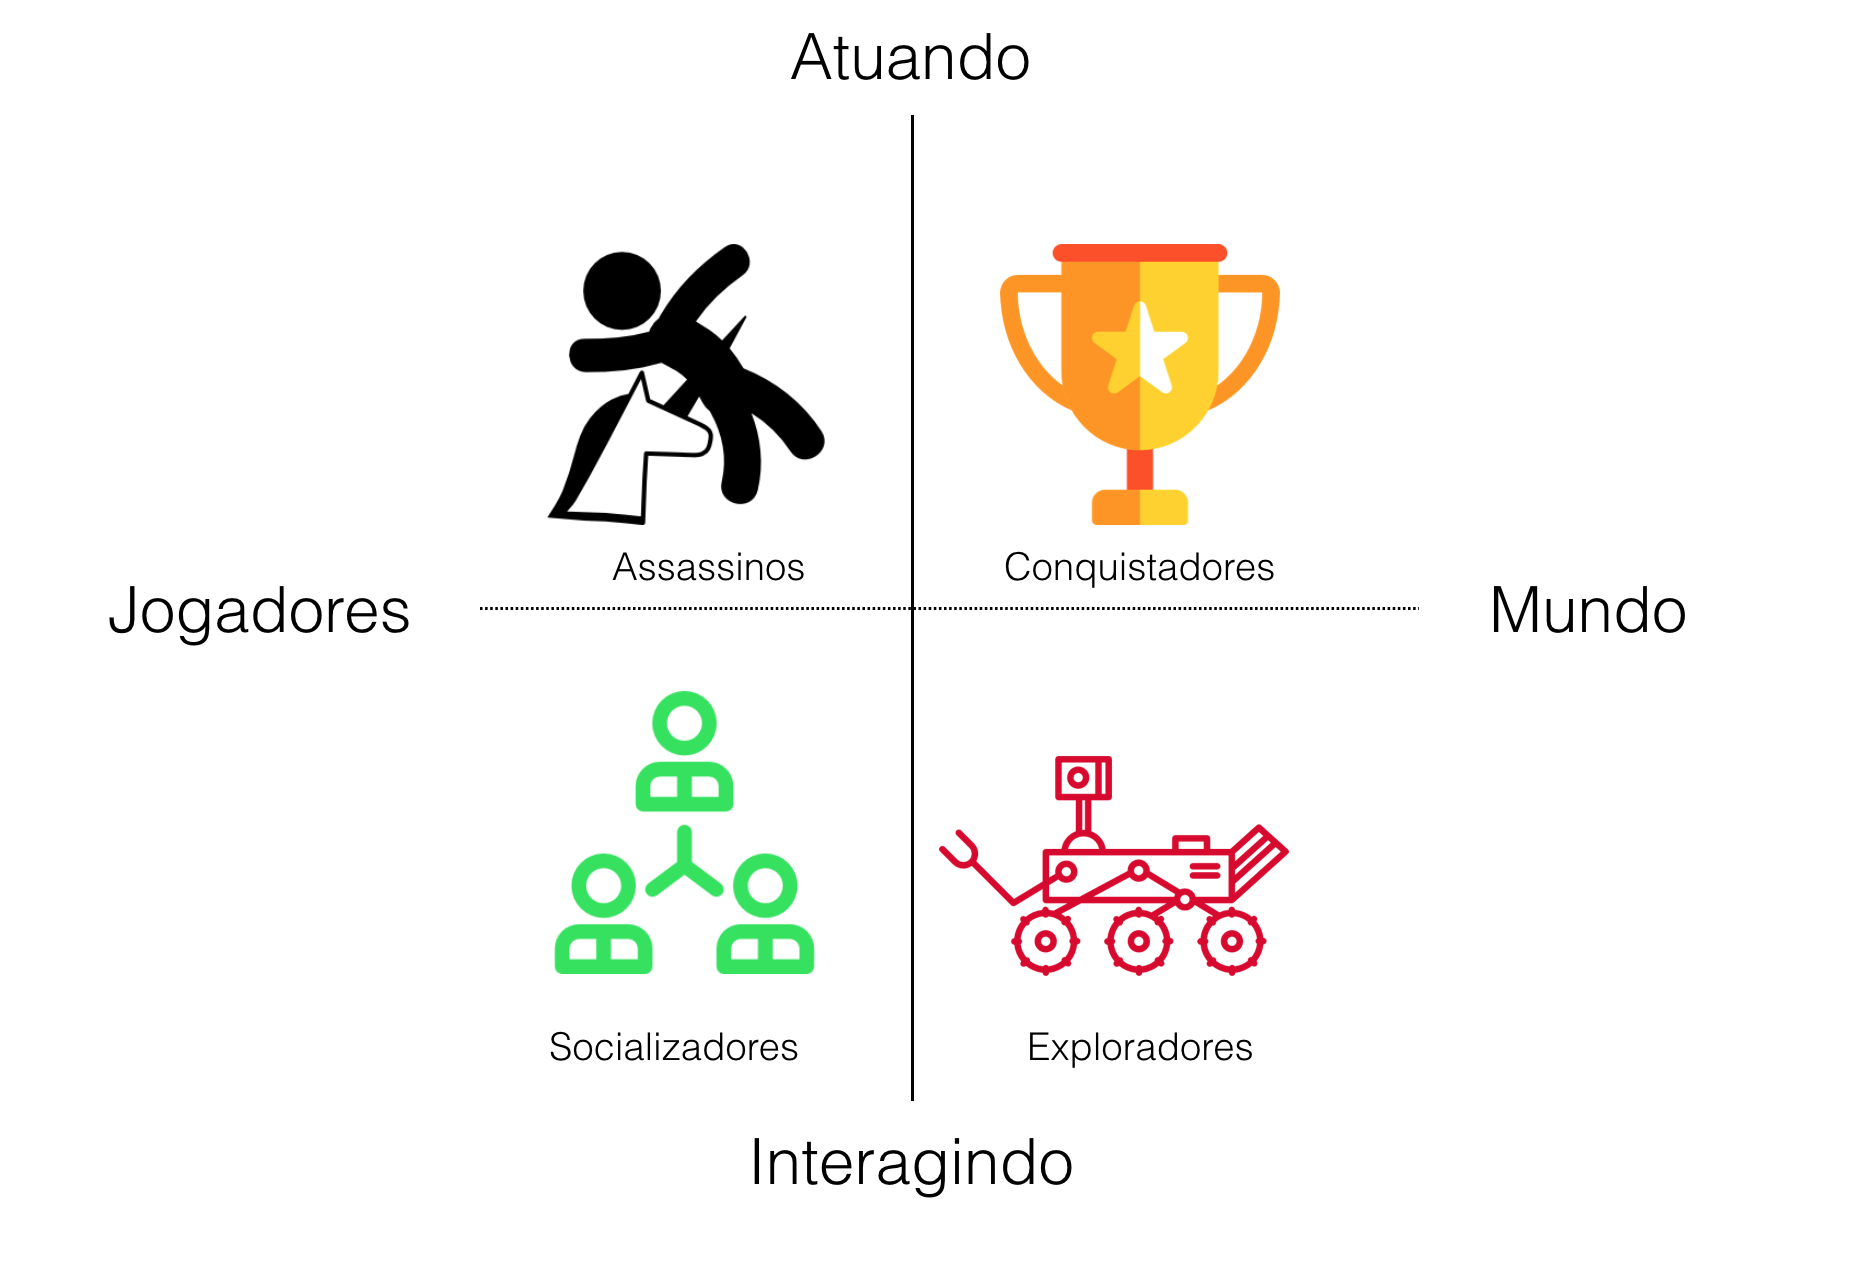 Atuando
Assassinos
Conquistadores
Jogadores
Mundo
Socializadores
Exploradores
Interagindo